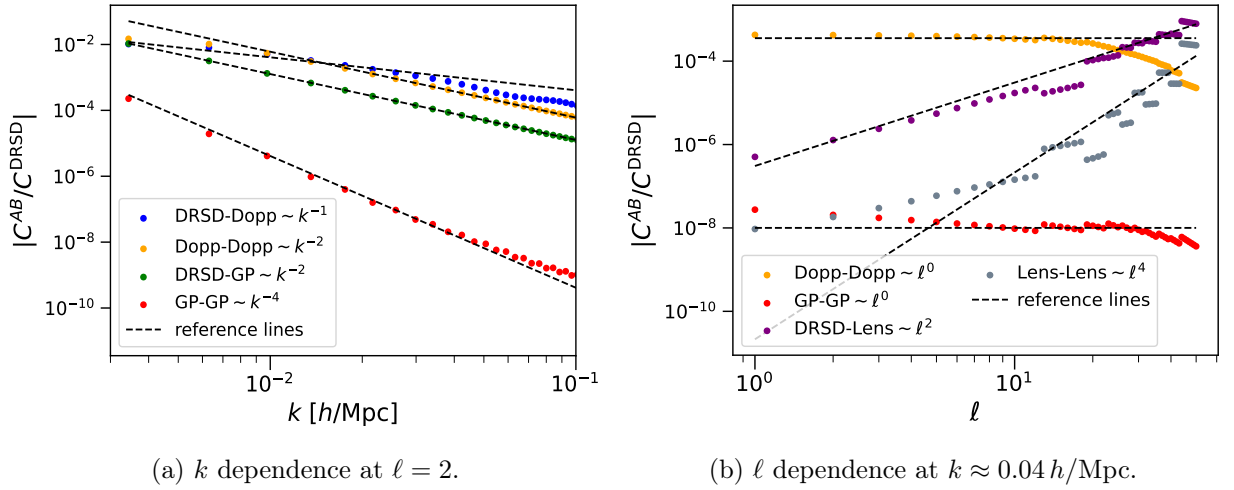 |C^{AB}/C^{DRSD}|
10^{-2}
10^{-4}
10^{-6}
10^{-8}
10^{-10}
DRSD-Dopp ~ k^{-1}
Dopp-Dopp ~ k^{-2}
DRSD-GP ~ k^{-2}
GP-GP ~ k^{-4}
reference lines
10^{-2}
10^{-1}
k [h/Mpc]
(a) k dependence at ℓ = 2.
|C^{AB}/C^{DRSD}|
10^{-4}
10^{-6}
10^{-8}
10^{-10}
Dopp-Dopp ~ ℓ^0
GP-GP ~ ℓ^0
DRSD-Lens ~ ℓ^2
Lens-Lens ~ ℓ^4
reference lines
10^0
10^1
ℓ
(b) ℓ dependence at k ≈ 0.04 h/Mpc.